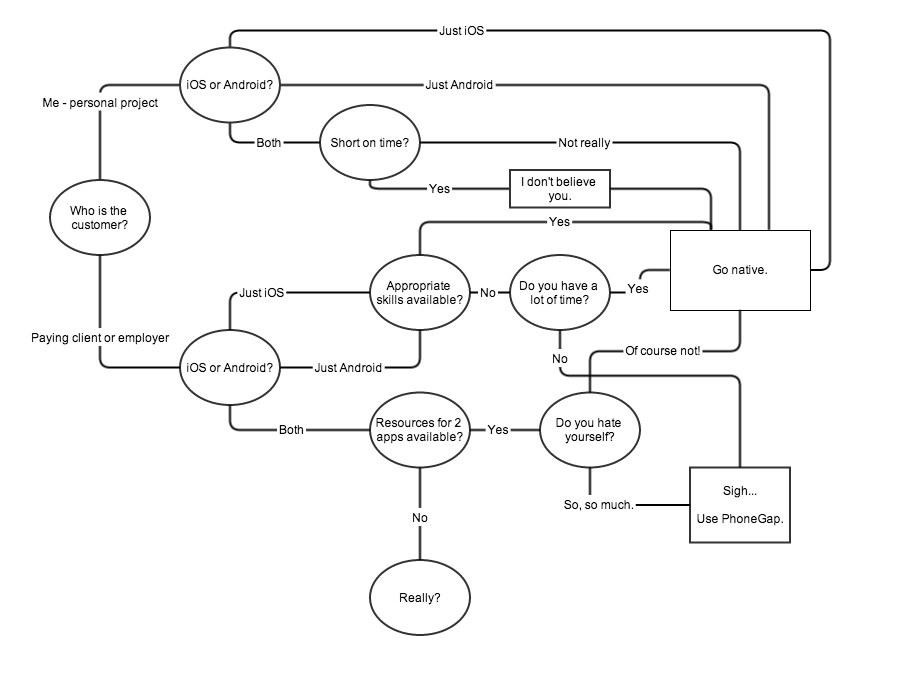 Just iOS
iOS or Android?
Just Android
Me - personal project
Both
Short on time?
Not really
Yes
I don't believe
you.
Who is the
customer?
Yes
Go native.
Just iOS
Appropriate
skills available?
No
Do you have a
lot of time?
Yes
Paying client or employer
iOS or Android?
Just Android
No
Of course not!
Both
Resources for 2
apps available?
Yes
Do you hate
yourself?
So, so much.
Sigh...
Use PhoneGap.
No
Really?